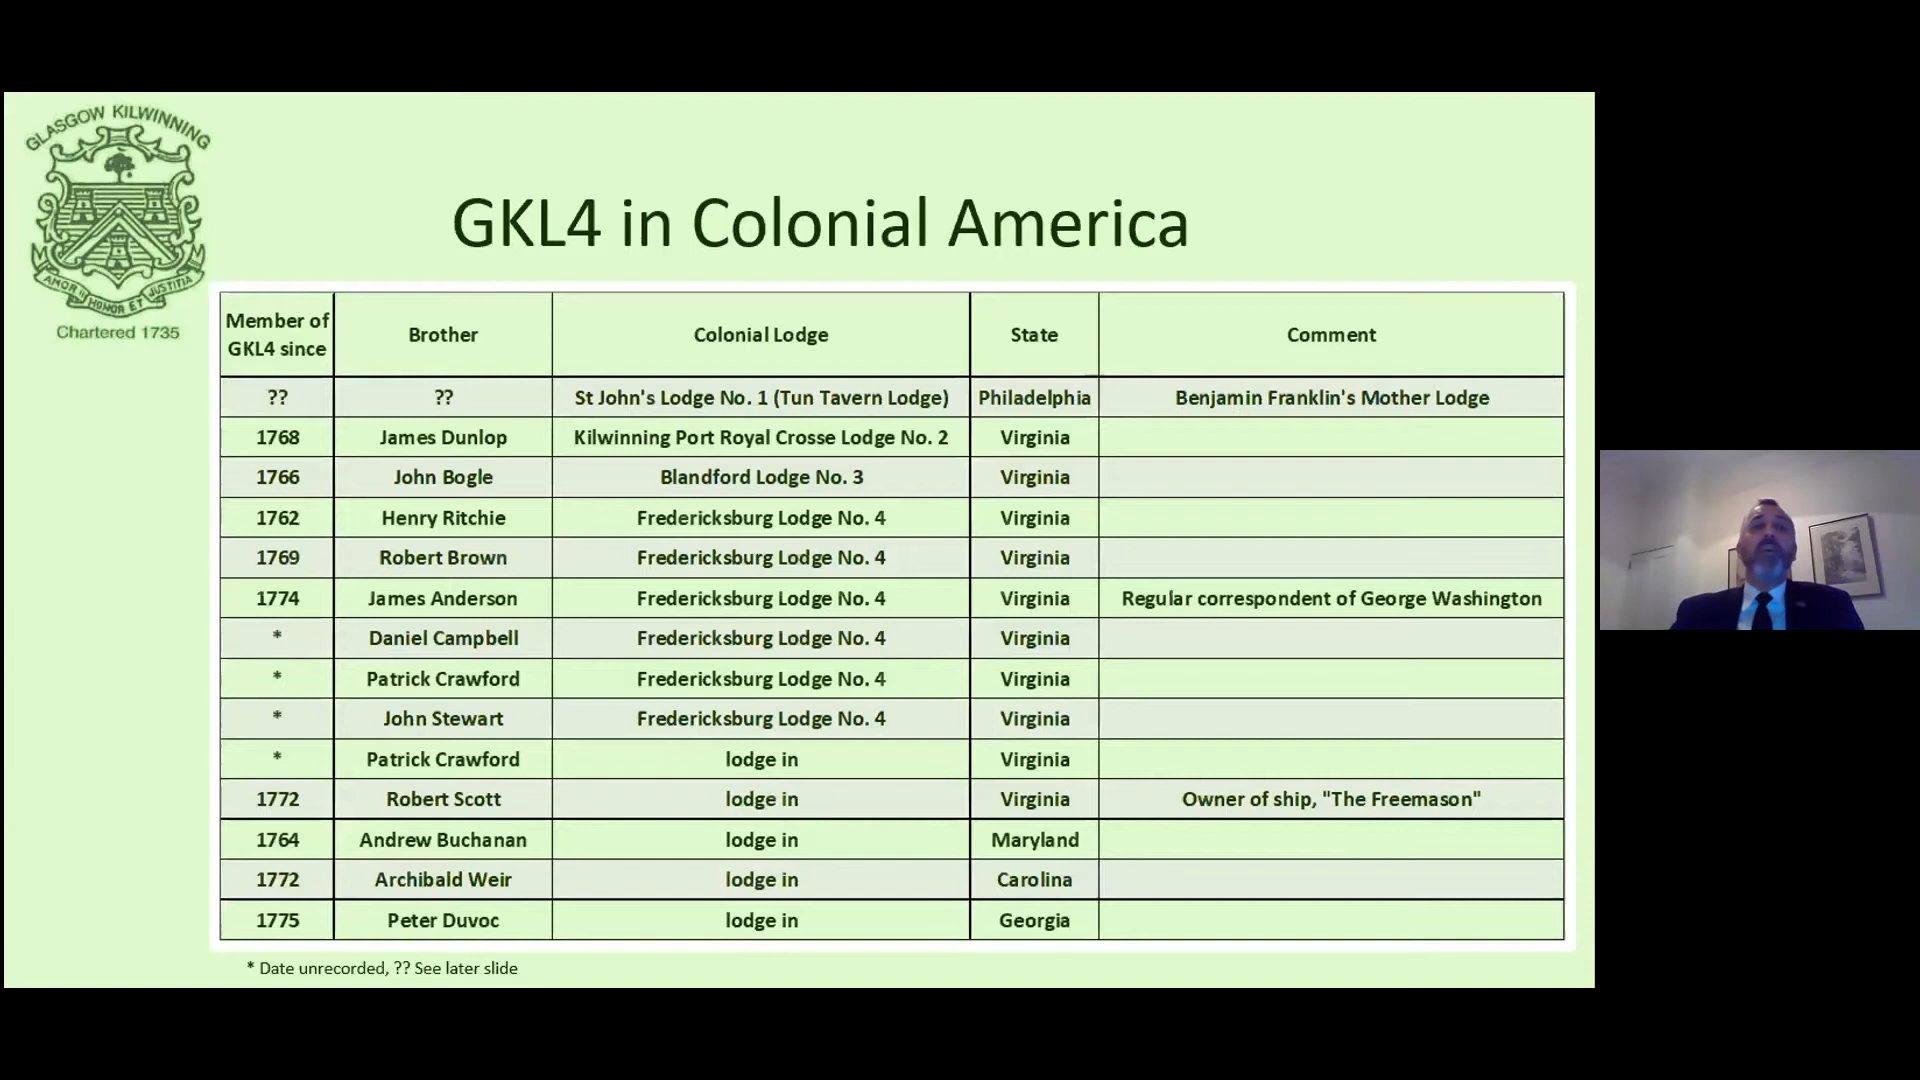 GLASGOW KILWINNING
AMOR HONOR ET JUSTITIA
Chartered 1735
GKL4 in Colonial America
Member of GKL4 since Brother Colonial Lodge State Comment
?? ?? St John's Lodge No. 1 (Tun Tavern Lodge) Philadelphia Benjamin Franklin's Mother Lodge
1768 James Dunlop Kilwinning Port Royal Crosse Lodge No. 2 Virginia
1766 John Bogle Blandford Lodge No. 3 Virginia
1762 Henry Ritchie Fredericksburg Lodge No. 4 Virginia
1769 Robert Brown Fredericksburg Lodge No. 4 Virginia
1774 James Anderson Fredericksburg Lodge No. 4 Virginia Regular correspondent of George Washington
* Daniel Campbell Fredericksburg Lodge No. 4 Virginia
* Patrick Crawford Fredericksburg Lodge No. 4 Virginia
* John Stewart Fredericksburg Lodge No. 4 Virginia
* Patrick Crawford lodge in Virginia
1772 Robert Scott lodge in Virginia Owner of ship, "The Freemason"
1764 Andrew Buchanan lodge in Maryland
1772 Archibald Weir lodge in Carolina
1775 Peter Duvoc lodge in Georgia
* Date unrecorded, ?? See later slide